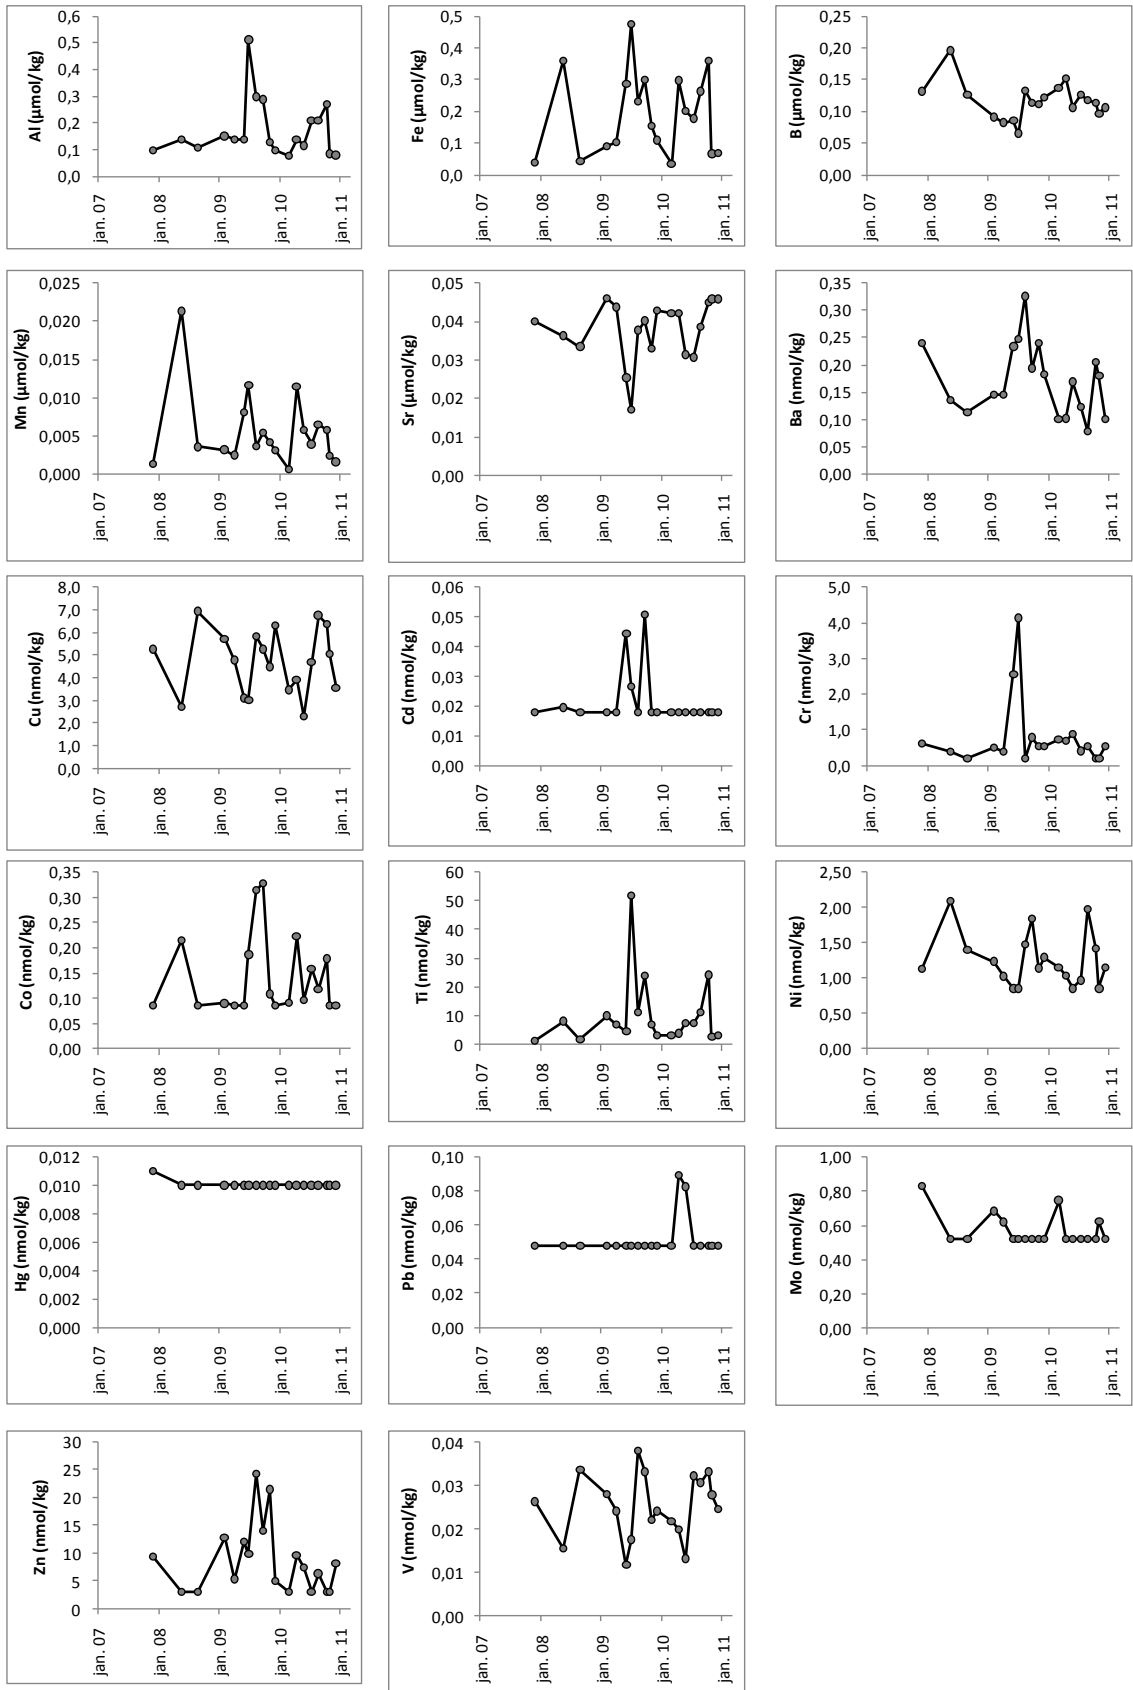 0,6
0,5
0,4
0,3
0,2
0,1
0,0
Al (µmol/kg)
jan. 07
jan. 08
jan. 09
jan. 10
jan. 11
0,5
0,4
0,3
0,2
0,1
0,0
Fe (µmol/kg)
jan. 07
jan. 08
jan. 09
jan. 10
jan. 11
0,25
0,20
0,15
0,10
0,05
0,00
B (µmol/kg)
jan. 07
jan. 08
jan. 09
jan. 10
jan. 11
0,025
0,020
0,015
0,010
0,005
0,000
Mn (µmol/kg)
jan. 07
jan. 08
jan. 09
jan. 10
jan. 11
0,05
0,04
0,03
0,02
0,01
0,00
Sr (µmol/kg)
jan. 07
jan. 08
jan. 09
jan. 10
jan. 11
0,35
0,30
0,25
0,20
0,15
0,10
0,05
0,00
Ba (nmol/kg)
jan. 07
jan. 08
jan. 09
jan. 10
jan. 11
8,0
7,0
6,0
5,0
4,0
3,0
2,0
1,0
0,0
Cu (nmol/kg)
jan. 07
jan. 08
jan. 09
jan. 10
jan. 11
0,06
0,05
0,04
0,03
0,02
0,01
0,00
Cd (nmol/kg)
jan. 07
jan. 08
jan. 09
jan. 10
jan. 11
5,0
4,0
3,0
2,0
1,0
0,0
Cr (nmol/kg)
jan. 07
jan. 08
jan. 09
jan. 10
jan. 11
0,35
0,30
0,25
0,20
0,15
0,10
0,05
0,00
Co (nmol/kg)
jan. 07
jan. 08
jan. 09
jan. 10
jan. 11
60
50
40
30
20
10
0
Ti (nmol/kg)
jan. 07
jan. 08
jan. 09
jan. 10
jan. 11
2,50
2,00
1,50
1,00
0,50
0,00
Ni (nmol/kg)
jan. 07
jan. 08
jan. 09
jan. 10
jan. 11
0,012
0,010
0,008
0,006
0,004
0,002
0,000
Hg (nmol/kg)
jan. 07
jan. 08
jan. 09
jan. 10
jan. 11
0,10
0,08
0,06
0,04
0,02
0,00
Pb (nmol/kg)
jan. 07
jan. 08
jan. 09
jan. 10
jan. 11
1,00
0,80
0,60
0,40
0,20
0,00
Mo (nmol/kg)
jan. 07
jan. 08
jan. 09
jan. 10
jan. 11
30
25
20
15
10
5
0
Zn (nmol/kg)
jan. 07
jan. 08
jan. 09
jan. 10
jan. 11
0,04
0,03
0,02
0,01
0,00
V (nmol/kg)
jan. 07
jan. 08
jan. 09
jan. 10
jan. 11